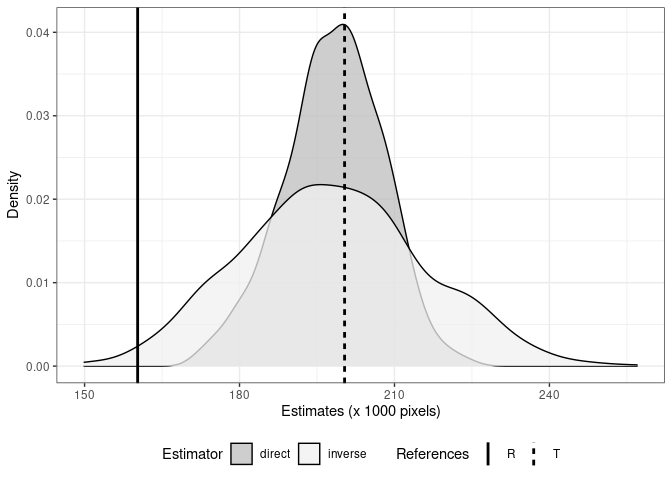 0.04
0.03
0.02
0.01
0.00
Density
150 180 210 240
Estimates (x 1000 pixels)
Estimator direct inverse References R T